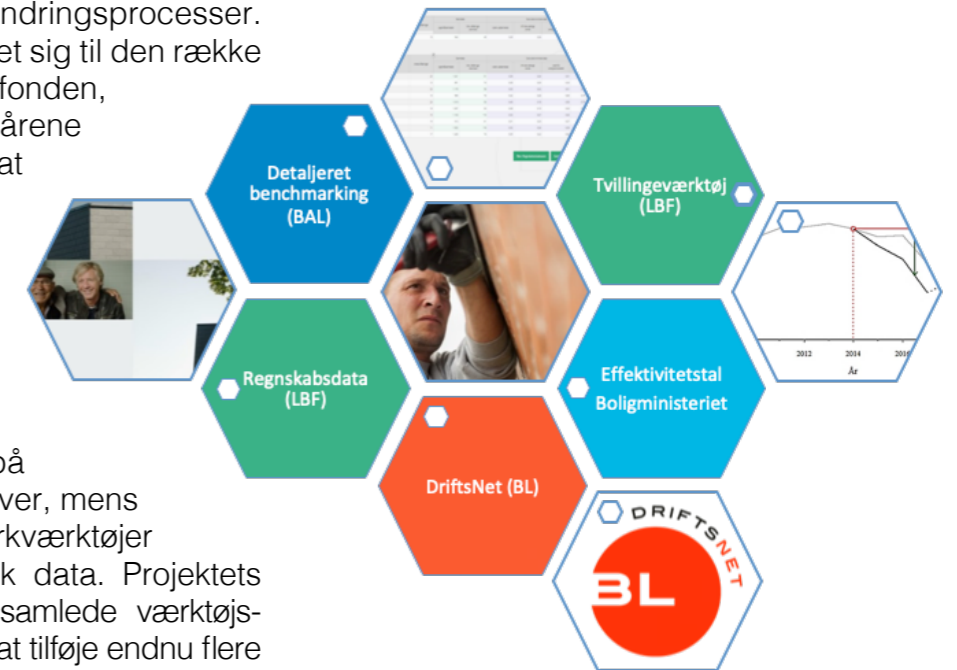 ndringsprocesser.
et sig til den række
fonden,
årene
at
Detaljeret
benchmarking
(BAL)
Tvillingeværktøj
(LBF)
2012 2014 2016
År
Regnskabsdata
(LBF)
Effektivitetstal
Boligministeriet
på
ver, mens
rkværktøjer
k data. Projektets
samlede værktøjs-
at tilføje endnu flere
DriftsNet (BL)
DRIFTSNET
BL